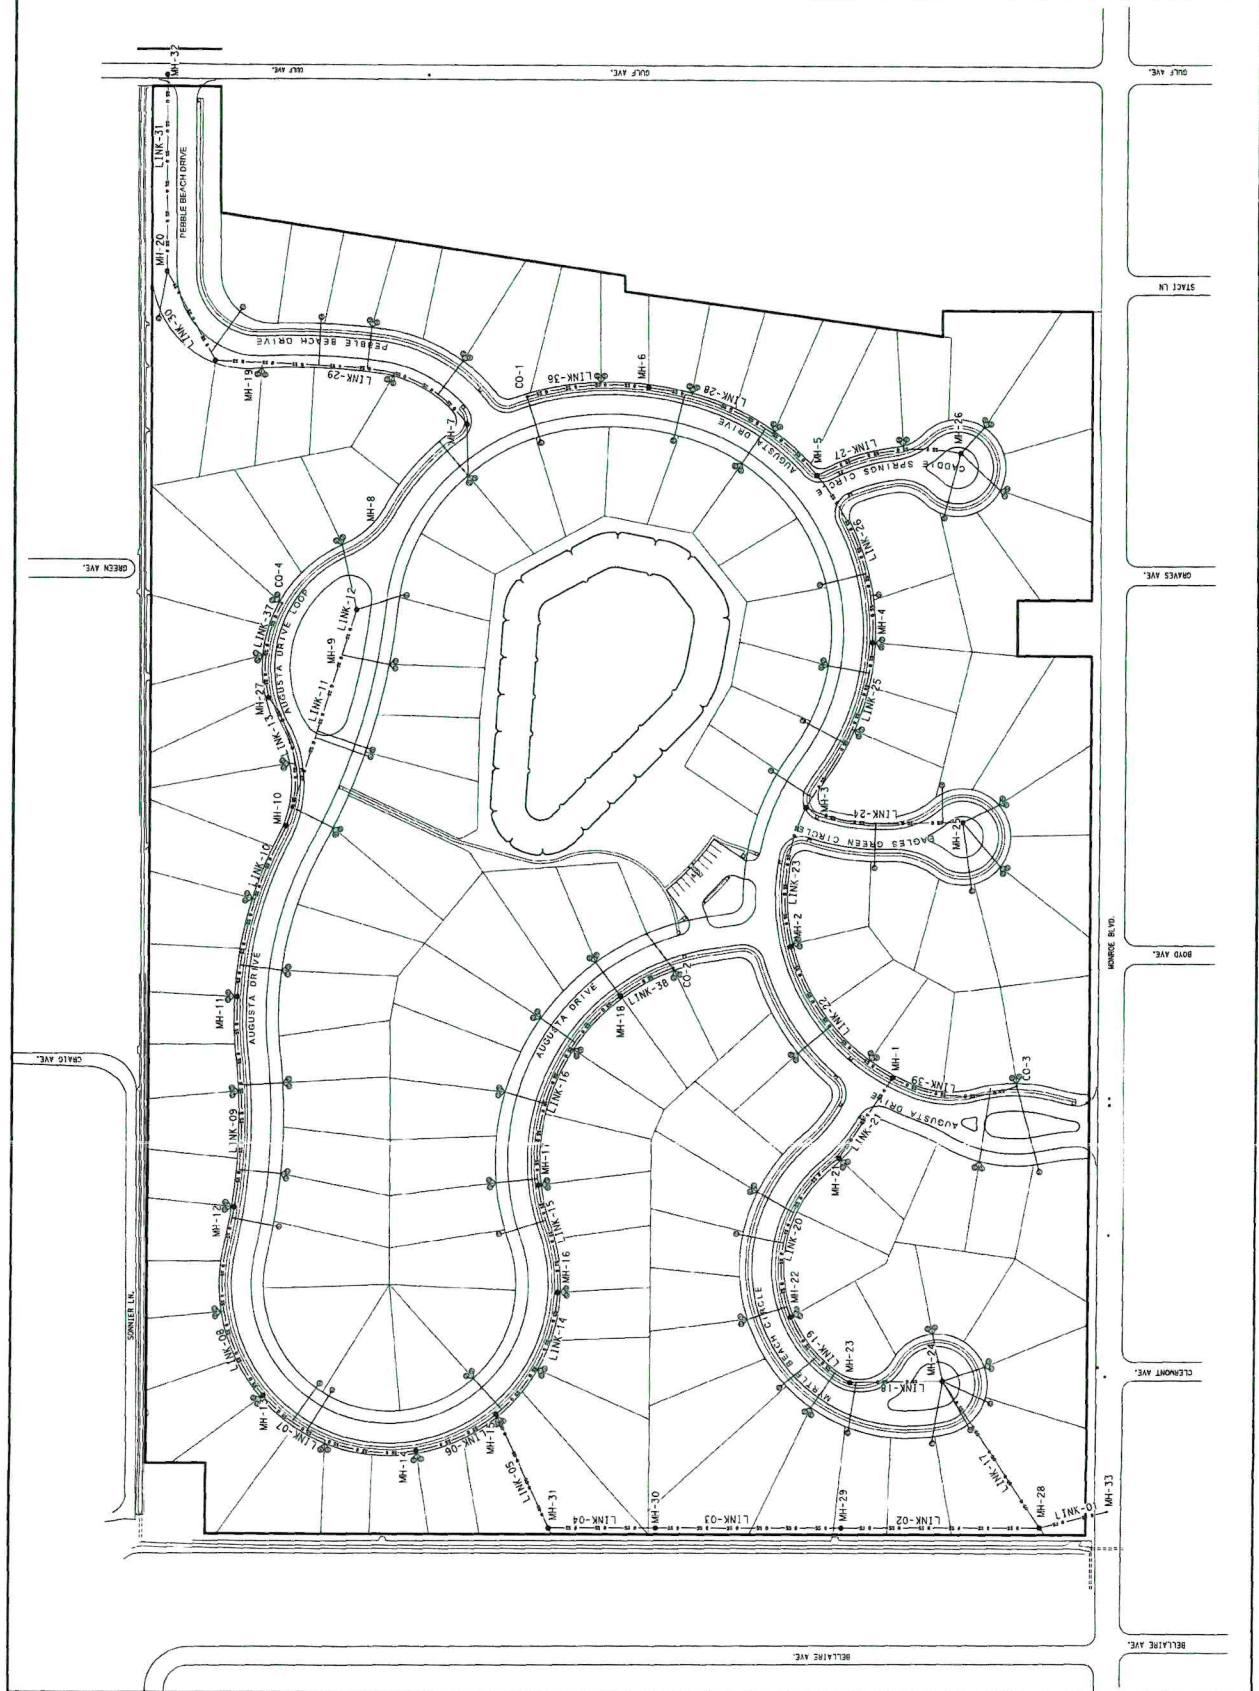 MH-32
GULF AVE.
GULF AVE.
GULF AVE.
LINK-31
PEBBLE BEACH DRIVE
MH-20
LINK-30
STACI LN
PEBBLE BEACH DRIVE
MH-19
LINK-29
CO-1
LINK-36
MH-6
LINK-28
AUGUSTA DRIVE
MH-7
MH-5
LINK-27
MH-26
CADDIE SPRINGS CIRCLE
MH-8
LINK-26
GREEN AVE.
GRAVES AVE.
CO-4
LINK-37
LINK-12
MH-9
MH-4
AUGUSTA DRIVE LOOP
MH-27
LINK-11
LINK-13
LINK-25
MH-10
MH-3
LINK-24
MH-25
EAGLES GREEN CIRCLE
LINK-10
LINK-23
MH-2
MONROE BLVD.
BOYD AVE.
AUGUSTA DRIVE
MH-11
CO-2
LINK-38
MH-18
AUGUSTA DRIVE
LINK-22
CRAIG AVE.
MH-1
LINK-39
CO-3
LINK-16
AUGUSTA DRIVE
LINK-09
LINK-21
MH-17
MH-21
MH-12
LINK-15
LINK-20
MH-16
MH-22
SONNIER LN.
LINK-14
MYRTLE BEACH CIRCLE
LINK-08
LINK-19
MH-23
MH-24
LINK-18
CLERMONT AVE.
MH-13
LINK-07
MH-15
MH-14
LINK-06
LINK-05
LINK-17
MH-31
LINK-04
MH-30
LINK-03
MH-29
LINK-02
MH-28
LINK-01
MH-33
BELLAIRE AVE.
BELLAIRE AVE.